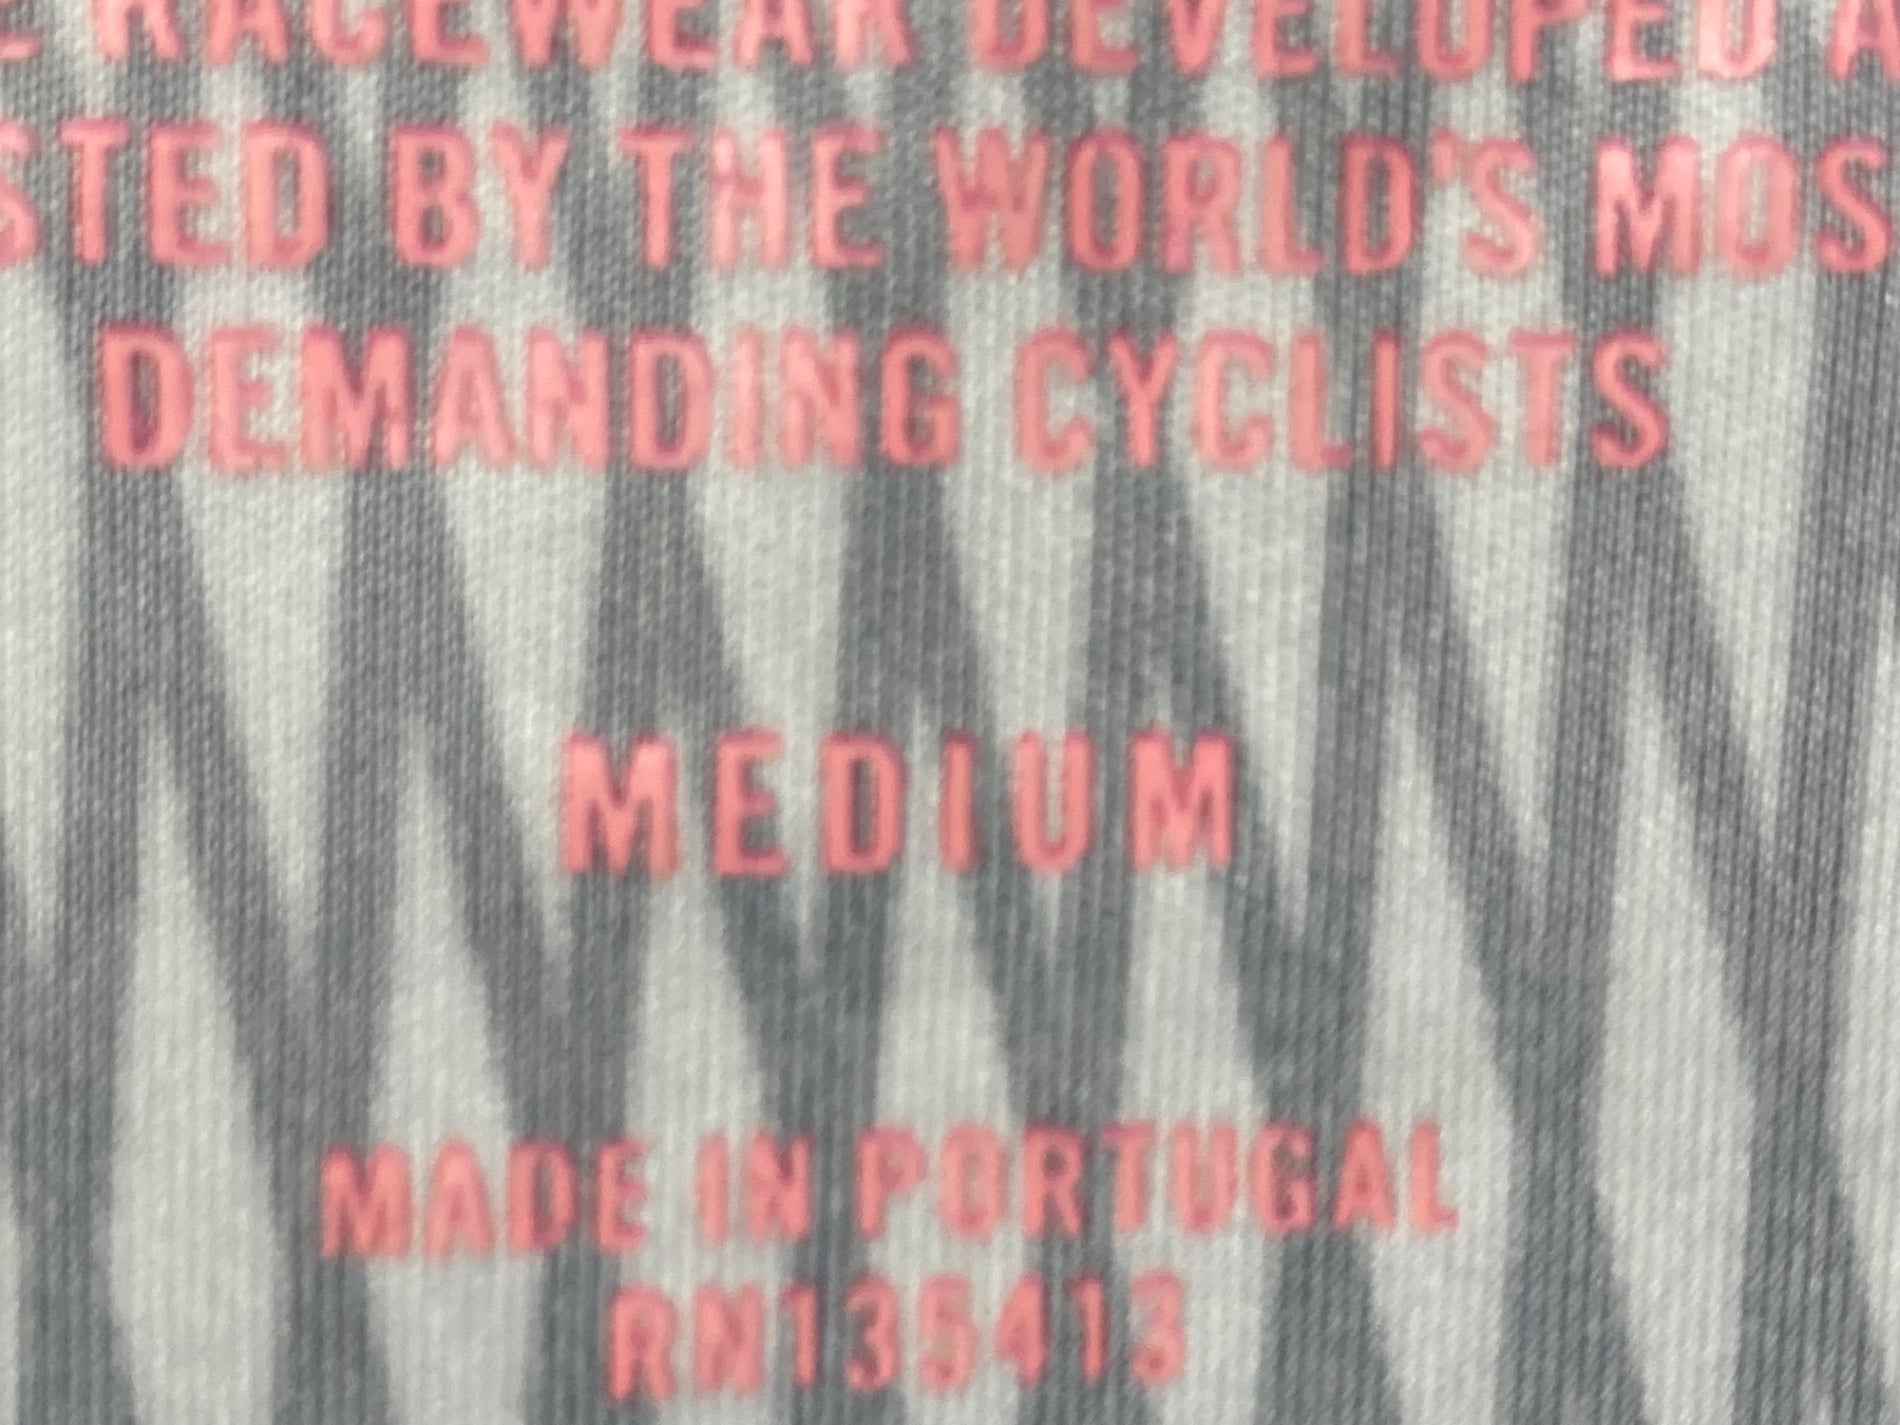 RACEWEAR DEVELOPED
BY THE WORLD'S
DEMANDING CYCLISTS
MEDIUM
MADE IN PORTUGAL
RN135413